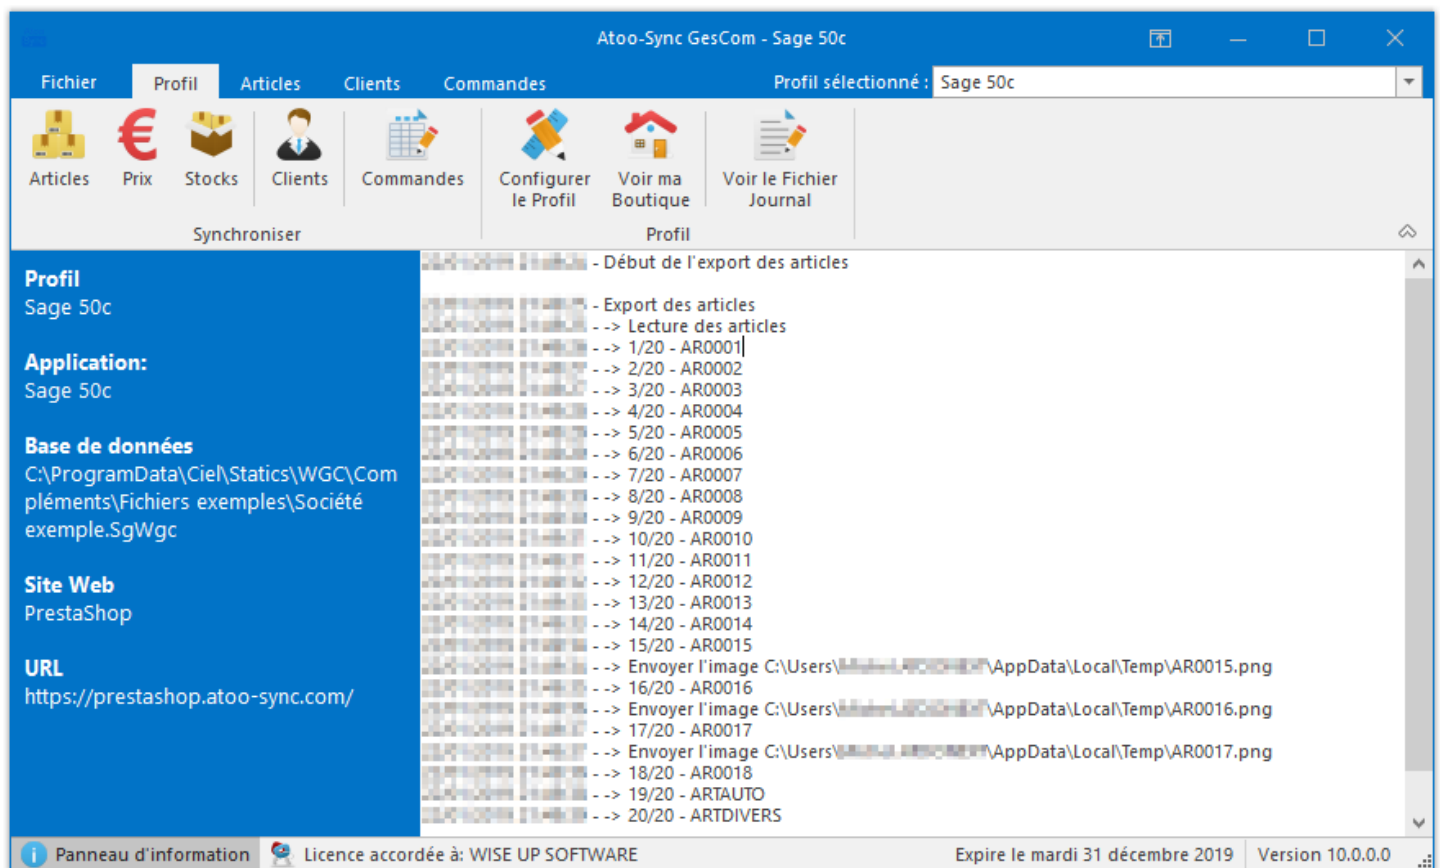 Atoo-Sync GesCom - Sage 50c
Fichier Profil Articles Clients Commandes Profil sélectionné : Sage 50c
Articles Prix Stocks Clients Commandes Configurer le Profil Voir ma Boutique Voir le Fichier Journal
Synchroniser Profil
Profil
Sage 50c
Application:
Sage 50c
Base de données
C:\ProgramData\Ciel\Statics\WGC\Com
pléments\Fichiers exemples\Société
exemple.SgWgc
Site Web
PrestaShop
URL
https://prestashop.atoo-sync.com/
- Début de l'export des articles
- Export des articles
- --> Lecture des articles
- --> 1/20 - AR0001
- --> 2/20 - AR0002
- --> 3/20 - AR0003
- --> 4/20 - AR0004
- --> 5/20 - AR0005
- --> 6/20 - AR0006
- --> 7/20 - AR0007
- --> 8/20 - AR0008
- --> 9/20 - AR0009
- --> 10/20 - AR0010
- --> 11/20 - AR0011
- --> 12/20 - AR0012
- --> 13/20 - AR0013
- --> 14/20 - AR0014
- --> 15/20 - AR0015
- --> Envoyer l'image C:\Users\ \AppData\Local\Temp\AR0015.png
- --> 16/20 - AR0016
- --> Envoyer l'image C:\Users\ \AppData\Local\Temp\AR0016.png
- --> 17/20 - AR0017
- --> Envoyer l'image C:\Users\ \AppData\Local\Temp\AR0017.png
- --> 18/20 - AR0018
- --> 19/20 - ARTAUTO
- --> 20/20 - ARTDIVERS
Panneau d'information Licence accordée à: WISE UP SOFTWARE Expire le mardi 31 décembre 2019 Version 10.0.0.0